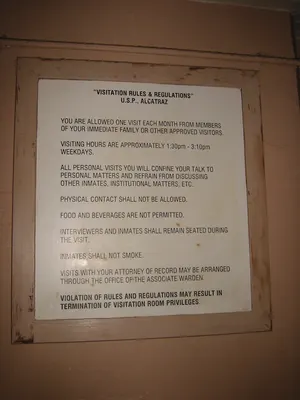 "VISITATION RULES & REGULATIONS"
U.S.P., ALCATRAZ
YOU ARE ALLOWED ONE VISIT EACH MONTH FROM MEMBERS
OF YOUR IMMEDIATE FAMILY OR OTHER APPROVED VISITORS.
VISITING HOURS ARE APPROXIMATELY 1:30pm - 3:10pm
WEEKDAYS.
ALL PERSONAL VISITS YOU WILL CONFINE YOUR TALK TO
PERSONAL MATTERS AND REFRAIN FROM DISCUSSING
OTHER INMATES, INSTITUTIONAL MATTERS, ETC.
PHYSICAL CONTACT SHALL NOT BE ALLOWED.
FOOD AND BEVERAGES ARE NOT PERMITTED.
INTERVIEWERS AND INMATES SHALL REMAIN SEATED DURING
THE VISIT.
INMATES SHALL NOT SMOKE.
VISITS WITH YOUR ATTORNEY OF RECORD MAY BE ARRANGED
THROUGH THE OFFICE OF THE ASSOCIATE WARDEN.
VIOLATION OF RULES AND REGULATIONS MAY RESULT IN
TERMINATION OF VISITATION ROOM PRIVILEGES.